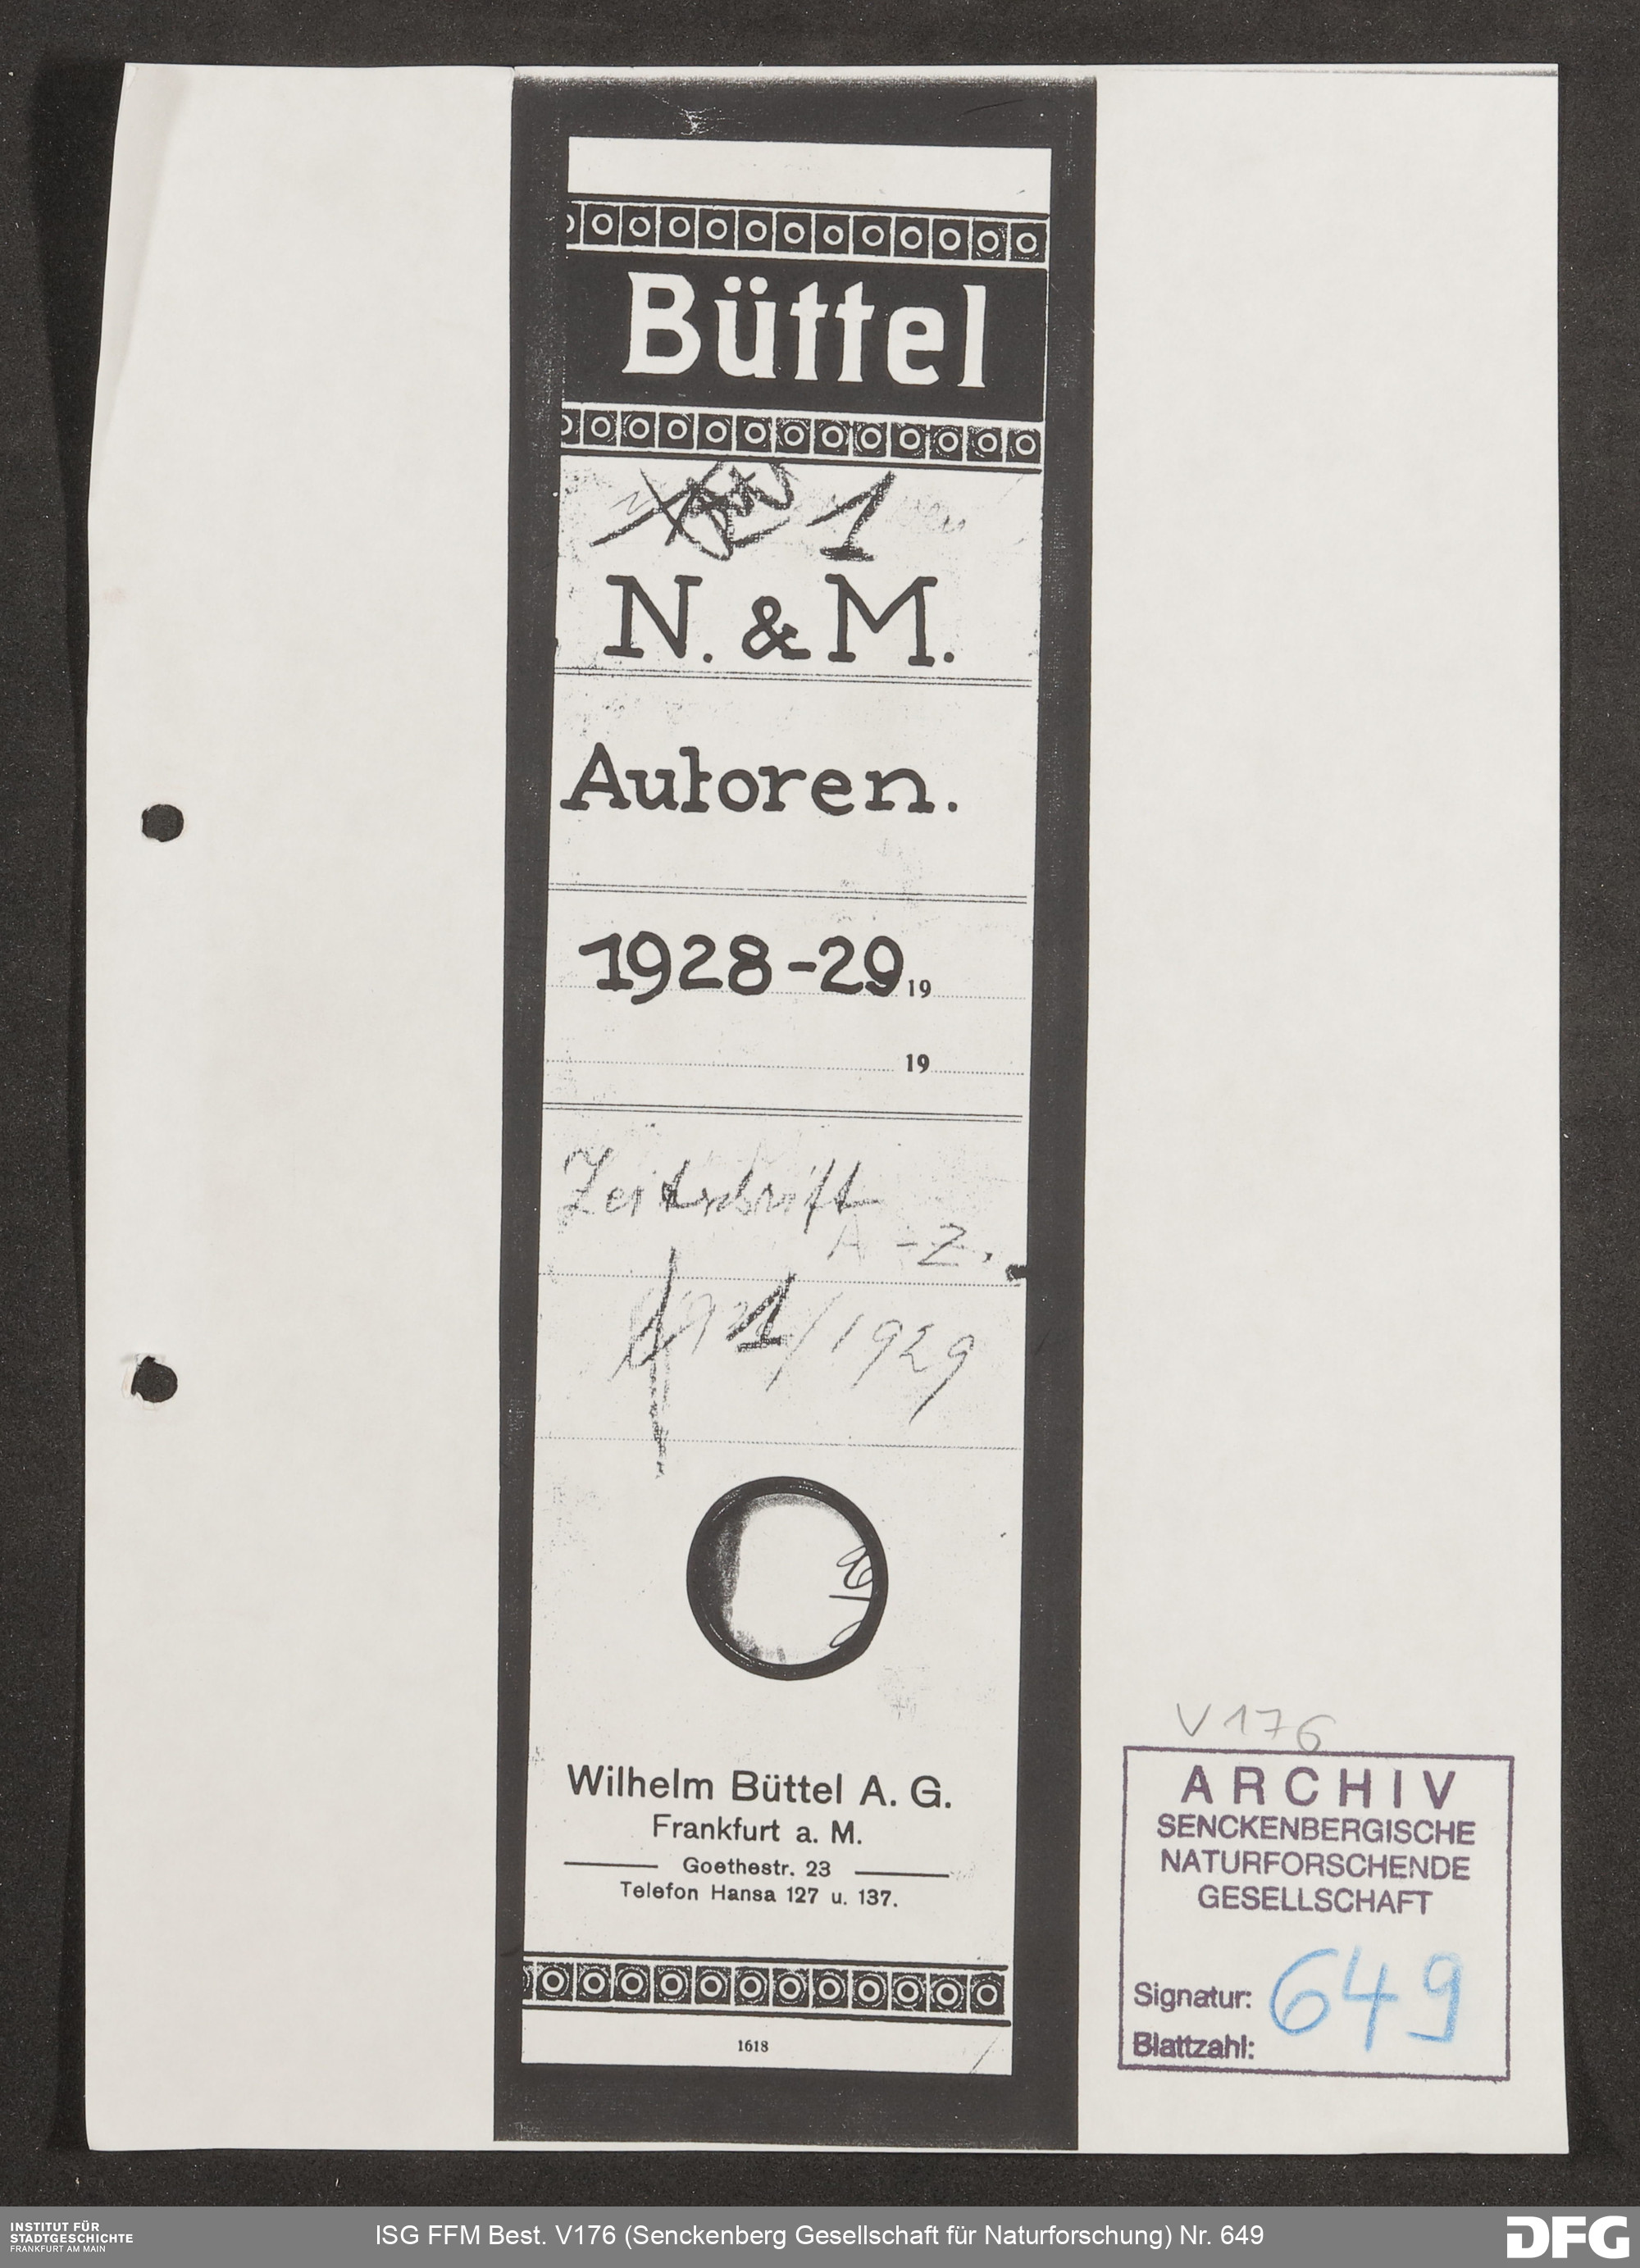 Büttel
1
N. & M.
Autoren.
1928-29 19
19
Zeitschrift
A-Z.
/1929
Wilhelm Büttel A. G.
Frankfurt a. M.
Goethestr. 23
Telefon Hansa 127 u. 137.
1618
V176
ARCHIV
SENCKENBERGISCHE
NATURFORSCHENDE
GESELLSCHAFT
Signatur: 649
Blattzahl:
INSTITUT FÜR
STADTGESCHICHTE
FRANKFURT AM MAIN
ISG FFM Best. V176 (Senckenberg Gesellschaft für Naturforschung) Nr. 649
DFG